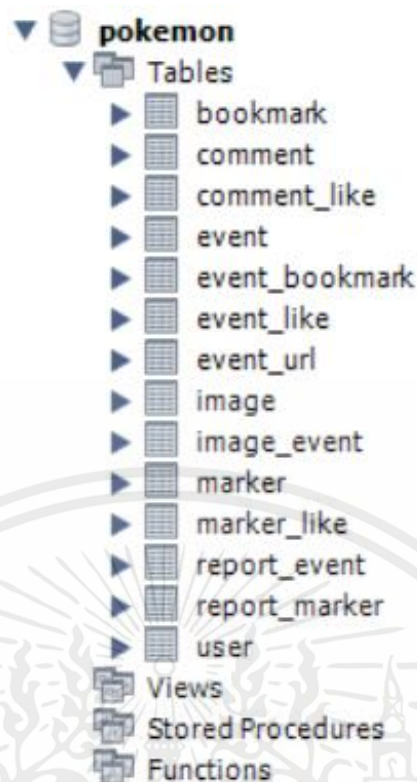 pokemon
Tables
bookmark
comment
comment_like
event
event_bookmark
event_like
event_url
image
image_event
marker
marker_like
report_event
report_marker
user
Views
Stored Procedures
Functions